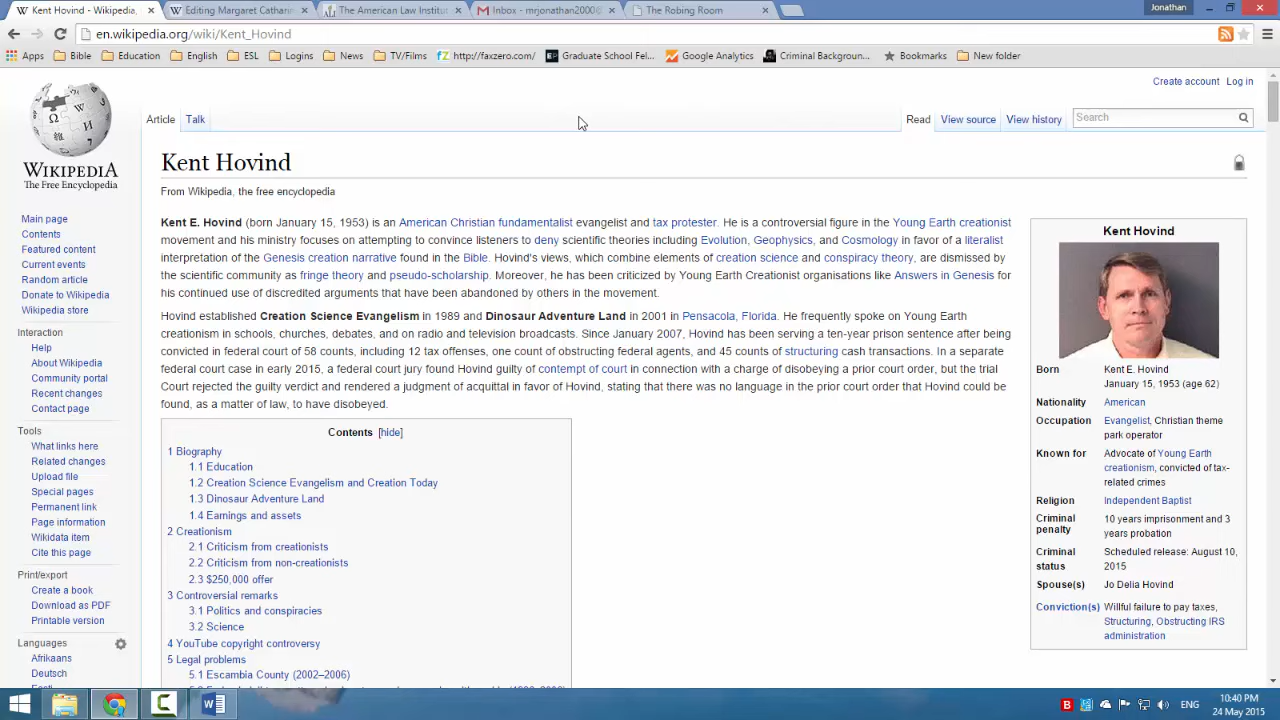 Kent Hovind - Wikipedia, 
Editing Margaret Catharin
The American Law Institut
Inbox - mrjonathan2000@
The Robing Room
Jonathan
en.wikipedia.org/wiki/Kent_Hovind
Apps Bible Education English ESL Logins News TV/Films http://faxzero.com/ Graduate School Fel... Google Analytics Criminal Backgroun... Bookmarks New folder
Create account Log in
Article Talk Read View source View history Search
WIKIPEDIA
The Free Encyclopedia
Main page
Contents
Featured content
Current events
Random article
Donate to Wikipedia
Wikipedia store
Interaction
Help
About Wikipedia
Community portal
Recent changes
Contact page
Tools
What links here
Related changes
Upload file
Special pages
Permanent link
Page information
Wikidata item
Cite this page
Print/export
Create a book
Download as PDF
Printable version
Languages
Afrikaans
Deutsch
Kent Hovind
From Wikipedia, the free encyclopedia
Kent E. Hovind (born January 15, 1953) is an American Christian fundamentalist evangelist and tax protester. He is a controversial figure in the Young Earth creationist
movement and his ministry focuses on attempting to convince listeners to deny scientific theories including Evolution, Geophysics, and Cosmology in favor of a literalist
interpretation of the Genesis creation narrative found in the Bible. Hovind's views, which combine elements of creation science and conspiracy theory, are dismissed by
the scientific community as fringe theory and pseudo-scholarship. Moreover, he has been criticized by Young Earth Creationist organisations like Answers in Genesis for
his continued use of discredited arguments that have been abandoned by others in the movement.
Hovind established Creation Science Evangelism in 1989 and Dinosaur Adventure Land in 2001 in Pensacola, Florida. He frequently spoke on Young Earth
creationism in schools, churches, debates, and on radio and television broadcasts. Since January 2007, Hovind has been serving a ten-year prison sentence after being
convicted in federal court of 58 counts, including 12 tax offenses, one count of obstructing federal agents, and 45 counts of structuring cash transactions. In a separate
federal court case in early 2015, a federal court jury found Hovind guilty of contempt of court in connection with a charge of disobeying a prior court order, but the trial
Court rejected the guilty verdict and rendered a judgment of acquittal in favor of Hovind, stating that there was no language in the prior court order that Hovind could be
found, as a matter of law, to have disobeyed.
Contents [hide]
1 Biography
1.1 Education
1.2 Creation Science Evangelism and Creation Today
1.3 Dinosaur Adventure Land
1.4 Earnings and assets
2 Creationism
2.1 Criticism from creationists
2.2 Criticism from non-creationists
2.3 $250,000 offer
3 Controversial remarks
3.1 Politics and conspiracies
3.2 Science
4 YouTube copyright controversy
5 Legal problems
5.1 Escambia County (2002–2006)
Kent Hovind
Born Kent E. Hovind
January 15, 1953 (age 62)
Nationality American
Occupation Evangelist, Christian theme
park operator
Known for Advocate of Young Earth
creationism, convicted of tax-
related crimes
Religion Independent Baptist
Criminal penalty 10 years imprisonment and 3
years probation
Criminal status Scheduled release: August 10,
2015
Spouse(s) Jo Delia Hovind
Conviction(s) Willful failure to pay taxes,
Structuring, Obstructing IRS
administration
ENG
10:40 PM
24 May 2015